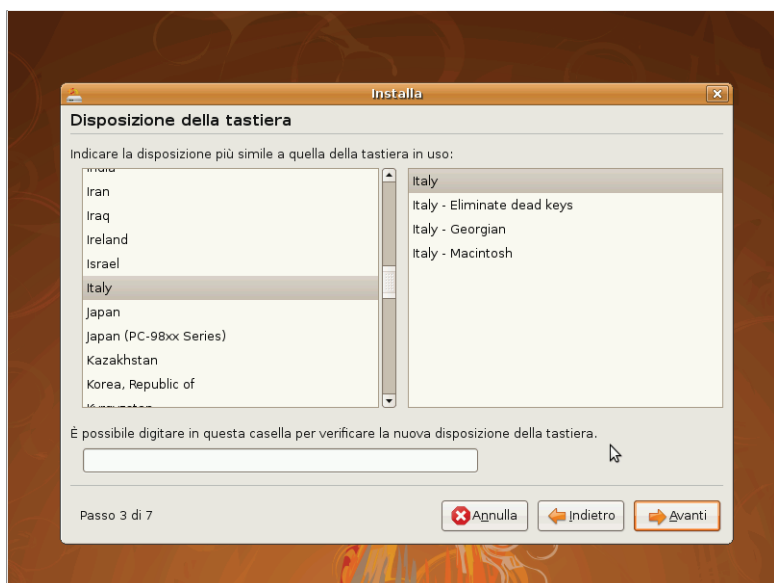 Installa
Disposizione della tastiera
Indicare la disposizione più simile a quella della tastiera in uso:
Iran
Iraq
Ireland
Israel
Italy
Japan
Japan (PC-98xx Series)
Kazakhstan
Korea, Republic of
Italy
Italy - Eliminate dead keys
Italy - Georgian
Italy - Macintosh
È possibile digitare in questa casella per verificare la nuova disposizione della tastiera.
Passo 3 di 7
Annulla
Indietro
Avanti